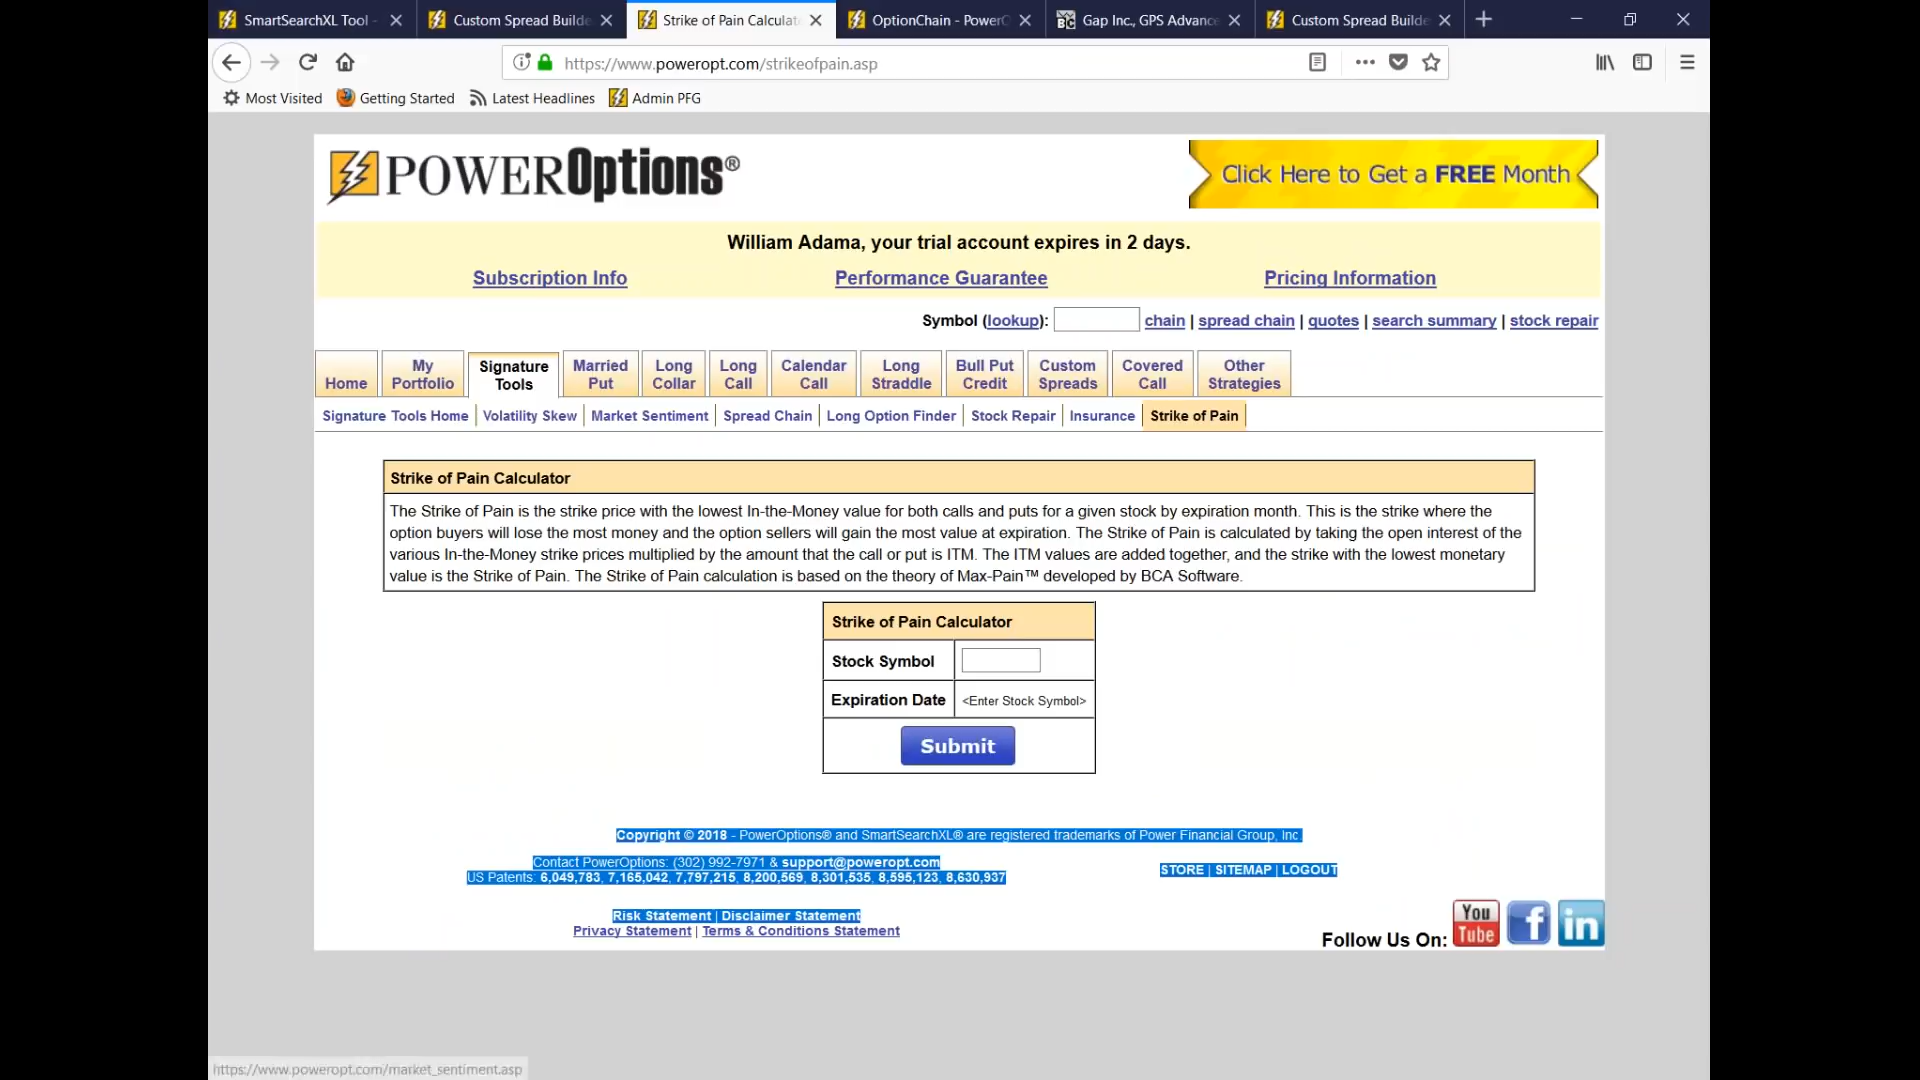 SmartSearchXL Tool -
Custom Spread Builde
Strike of Pain Calculat
OptionChain - PowerO
Gap Inc., GPS Advance
Custom Spread Builde
https://www.poweropt.com/strikeofpain.asp
Most Visited Getting Started Latest Headlines Admin PFG
POWEROptions®
Click Here to Get a FREE Month
William Adama, your trial account expires in 2 days.
Subscription Info Performance Guarantee Pricing Information
Symbol (lookup): chain | spread chain | quotes | search summary | stock repair
Home
My Portfolio
Signature Tools
Married Put
Long Collar
Long Call
Calendar Call
Long Straddle
Bull Put Credit
Custom Spreads
Covered Call
Other Strategies
Signature Tools Home | Volatility Skew | Market Sentiment | Spread Chain | Long Option Finder | Stock Repair | Insurance | Strike of Pain
Strike of Pain Calculator
The Strike of Pain is the strike price with the lowest In-the-Money value for both calls and puts for a given stock by expiration month. This is the strike where the
option buyers will lose the most money and the option sellers will gain the most value at expiration. The Strike of Pain is calculated by taking the open interest of the
various In-the-Money strike prices multiplied by the amount that the call or put is ITM. The ITM values are added together, and the strike with the lowest monetary
value is the Strike of Pain. The Strike of Pain calculation is based on the theory of Max-Pain™ developed by BCA Software.
Strike of Pain Calculator
Stock Symbol
Expiration Date <Enter Stock Symbol>
Submit
Copyright © 2018 - PowerOptions® and SmartSearchXL® are registered trademarks of Power Financial Group, Inc.
Contact PowerOptions: (302) 992-7971 & support@poweropt.com
US Patents: 6,049,783, 7,165,042, 7,797,215, 8,200,569, 8,301,535, 8,595,123, 8,630,937
STORE | SITEMAP | LOGOUT
Risk Statement | Disclaimer Statement
Privacy Statement | Terms & Conditions Statement
Follow Us On: You Tube f in
https://www.poweropt.com/market_sentiment.asp